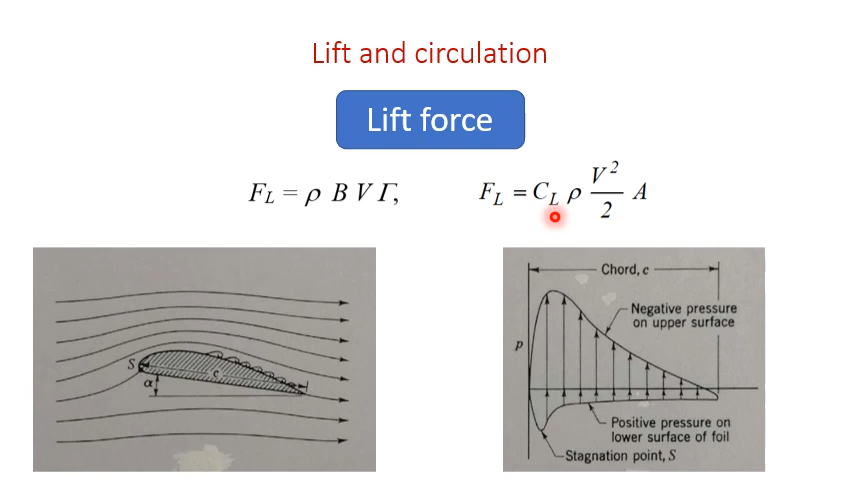 Lift and circulation
Lift force
F_L = ρ B V Γ,
F_L = C_L ρ V²/2 A
S
c
α
Chord, c
Negative pressure
on upper surface
p
Positive pressure on
lower surface of foil
Stagnation point, S